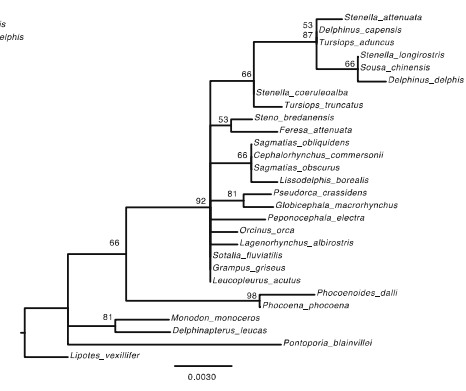 is
delphis
Stenella_attenuata
53
Delphinus_capensis
87
Tursiops_aduncus
Stenella_longirostris
66
Sousa_chinensis
66
Delphinus_delphis
Stenella_coeruleoalba
Tursiops_truncatus
53
Steno_bredanensis
Feresa_attenuata
Sagmatias_obliquidens
66
Cephalorhynchus_commersonii
Sagmatias_obscurus
Lissodelphis_borealis
81
Pseudorca_crassidens
92
Globicephala_macrorhynchus
Peponocephala_electra
Orcinus_orca
66
Lagenorhynchus_albirostris
Sotalia_fluviatilis
Grampus_griseus
Leucopleurus_acutus
98
Phocoenoides_dalli
Phocoena_phocoena
81
Monodon_monoceros
Delphinapterus_leucas
Pontoporia_blainvillei
Lipotes_vexillifer
0.0030